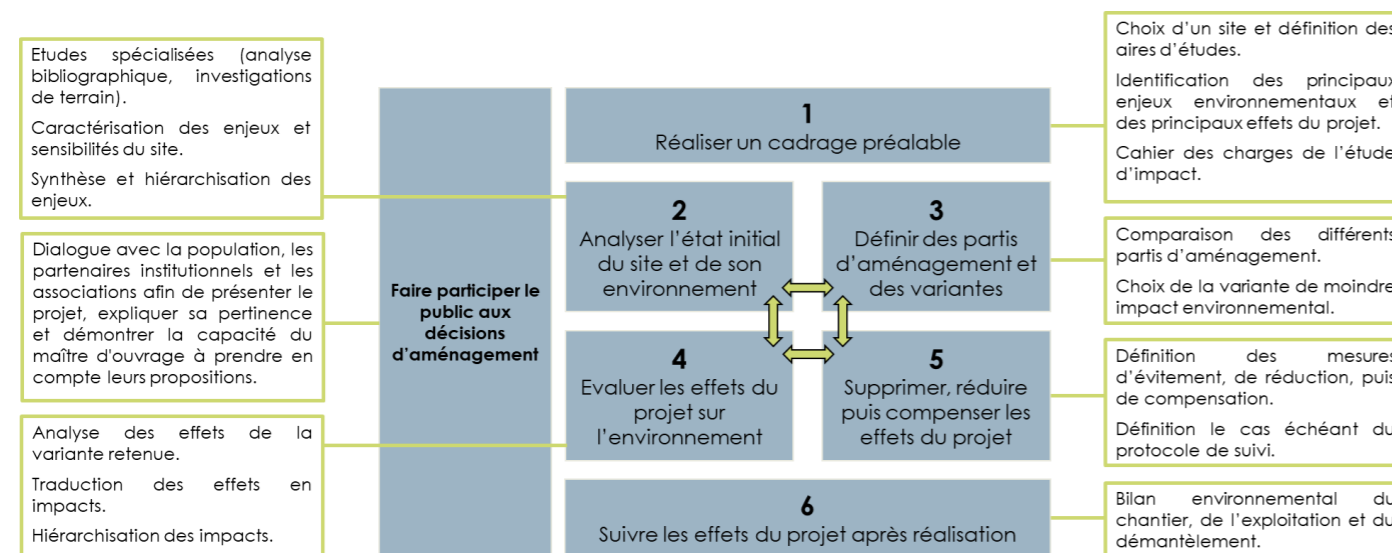 Etudes spécialisées (analyse
bibliographique, investigations
de terrain).
Caractérisation des enjeux et
sensibilités du site.
Synthèse et hiérarchisation des
enjeux.
Dialogue avec la population, les
partenaires institutionnels et les
associations afin de présenter le
projet, expliquer sa pertinence
et démontrer la capacité du
maître d'ouvrage à prendre en
compte leurs propositions.
Analyse des effets de la
variante retenue.
Traduction des effets en
impacts.
Hiérarchisation des impacts.
Faire participer le
public aux
décisions
d'aménagement
1
Réaliser un cadrage préalable
2
Analyser l'état initial
du site et de son
environnement
3
Définir des partis
d'aménagement et
des variantes
4
Evaluer les effets du
projet sur
l'environnement
5
Supprimer, réduire
puis compenser les
effets du projet
6
Suivre les effets du projet après réalisation
Choix d'un site et définition des
aires d'études.
Identification des principaux
enjeux environnementaux et
des principaux effets du projet.
Cahier des charges de l'étude
d'impact.
Comparaison des différents
partis d'aménagement.
Choix de la variante de moindre
impact environnemental.
Définition des mesures
d'évitement, de réduction, puis
de compensation.
Définition le cas échéant du
protocole de suivi.
Bilan environnemental du
chantier, de l'exploitation et du
démantèlement.